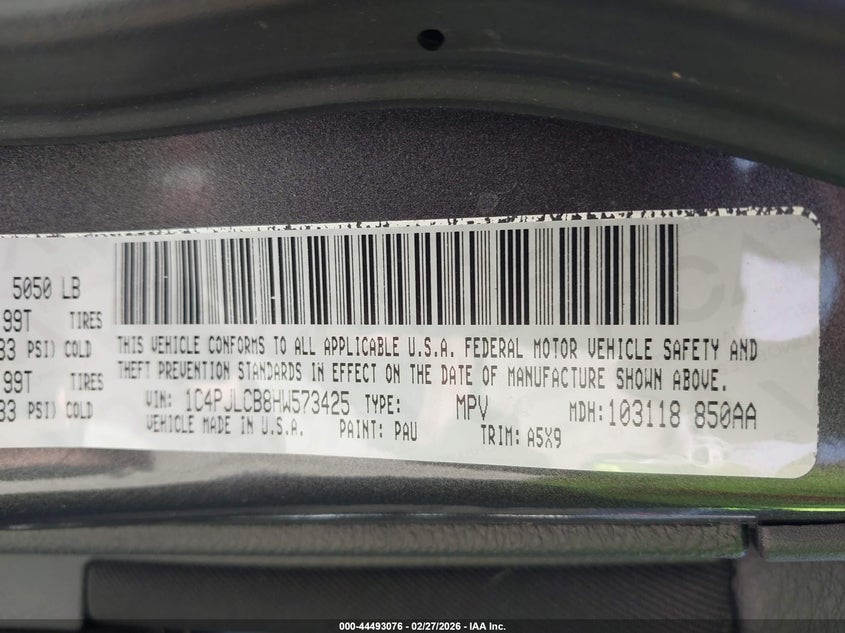 5050 LB
99T TIRES
33 PSI) COLD
99T TIRES
33 PSI) COLD
THIS VEHICLE CONFORMS TO ALL APPLICABLE U.S.A. FEDERAL MOTOR VEHICLE SAFETY AND
THEFT PREVENTION STANDARDS IN EFFECT ON THE DATE OF MANUFACTURE SHOWN ABOVE.
VIN: 1C4PJLCB8HW573425 TYPE: MPV MDH:103118 850AA
VEHICLE MADE IN U.S.A. PAINT: PAU TRIM: A5X9
000-44493076 - 02/27/2026 - IAA Inc.